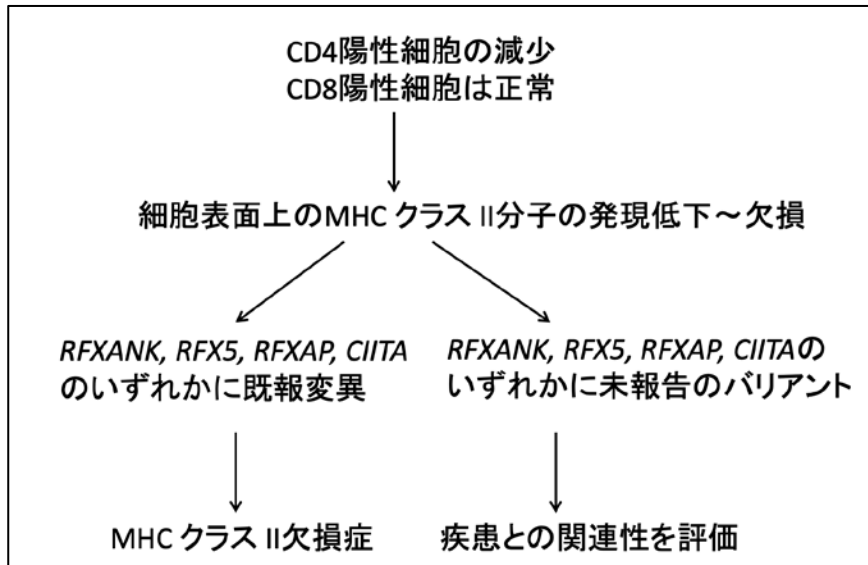 CD4陽性細胞の減少
CD8陽性細胞は正常
細胞表面上のMHC クラス II分子の発現低下～欠損
RFXANK, RFX5, RFXAP, CIITA
のいずれかに既報変異
RFXANK, RFX5, RFXAP, CIITAの
いずれかに未報告のバリアント
MHC クラス II欠損症
疾患との関連性を評価